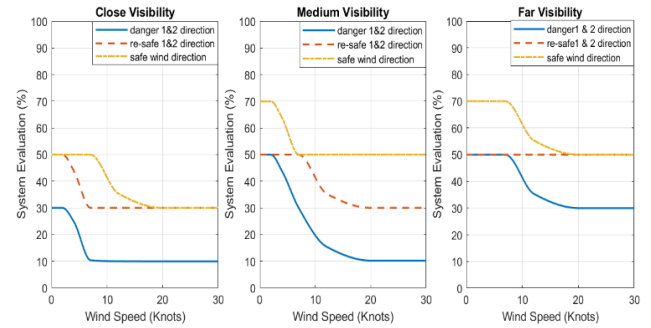 Close Visibility
System Evaluation (%)
100
90
80
70
60
50
40
30
20
10
0
danger 1&2 direction
re-safe 1&2 direction
safe wind direction
0 10 20 30
Wind Speed (Knots)
Medium Visibility
System Evaluation (%)
100
90
80
70
60
50
40
30
20
10
0
danger 1&2 direction
re-safe 1&2 direction
safe wind direction
0 10 20 30
Wind Speed (Knots)
Far Visibility
System Evaluation (%)
100
90
80
70
60
50
40
30
20
10
0
danger1 & 2 direction
re-safe1 & 2 direction
safe wind direction
0 10 20 30
Wind Speed (Knots)